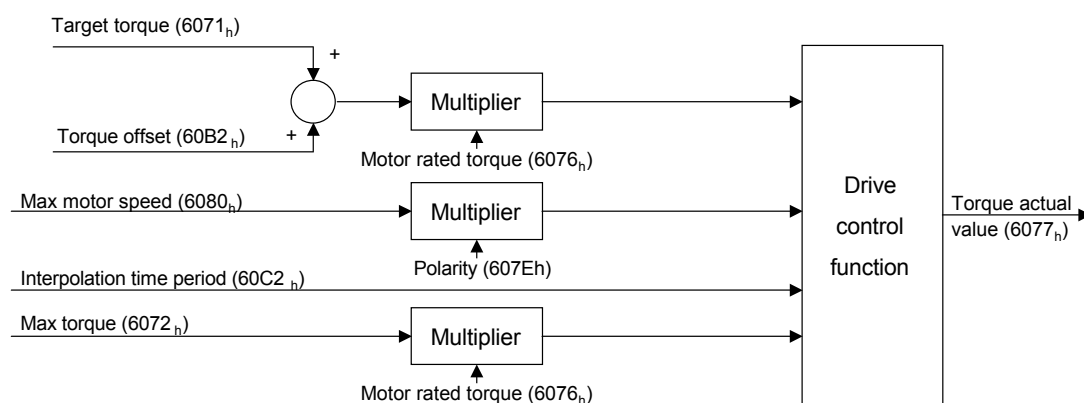 Target torque (6071h)
+
Multiplier
+
Torque offset (60B2 h)
Motor rated torque (6076h)
Max motor speed (6080h)
Multiplier
Polarity (607Eh)
Interpolation time period (60C2 h)
Max torque (6072 h)
Multiplier
Motor rated torque (6076h)
Drive
control
function
Torque actual
value (6077h)